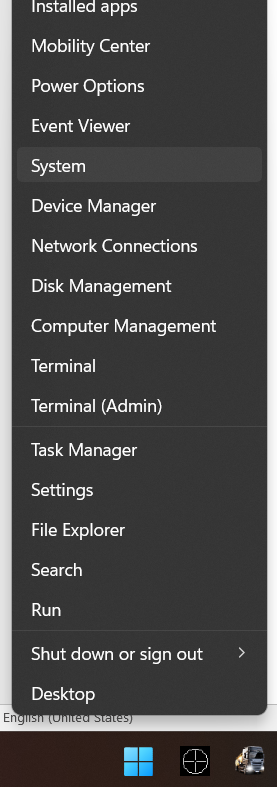 Installed apps
Mobility Center
Power Options
Event Viewer
System
Device Manager
Network Connections
Disk Management
Computer Management
Terminal
Terminal (Admin)
Task Manager
Settings
File Explorer
Search
Run
Shut down or sign out
Desktop
English (United States)